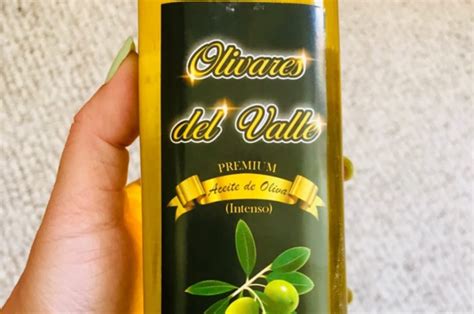 Olivares
del Valle
PREMIUM
Aceite de Oliva
(Intenso)